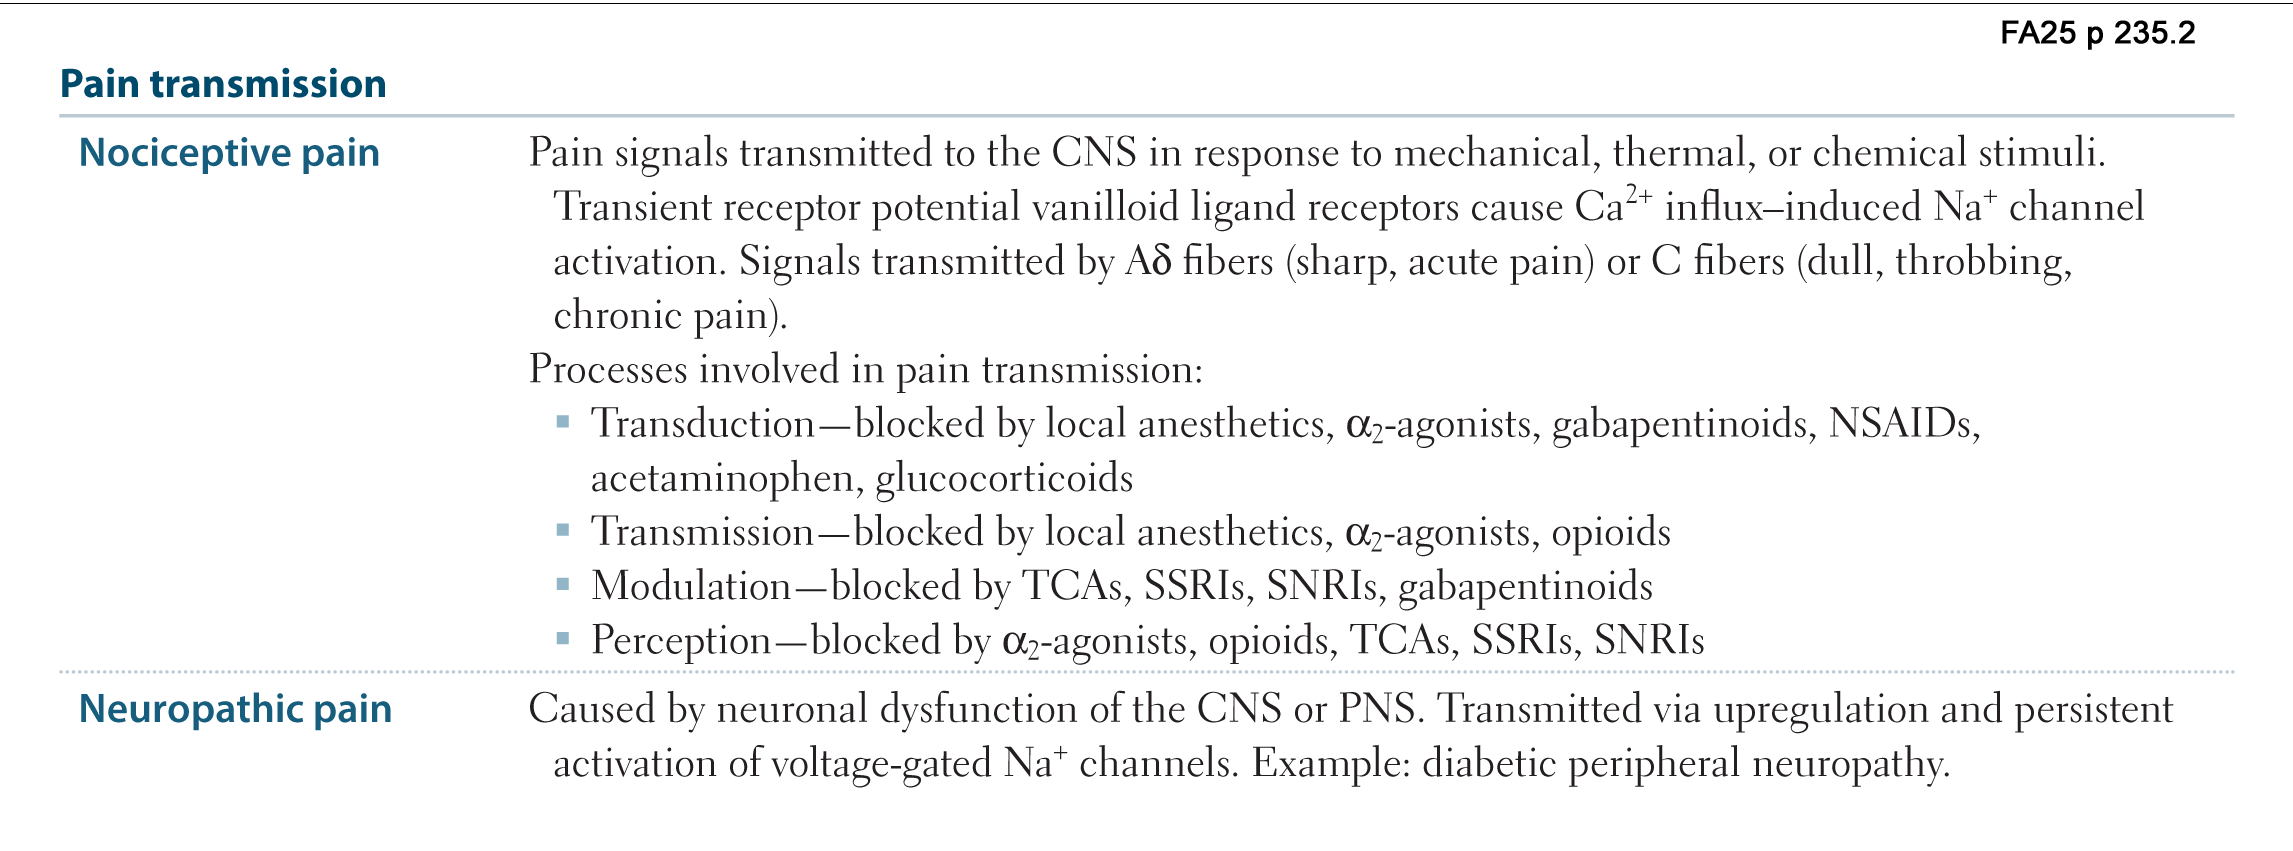 FA25 p 235.2
Pain transmission
Nociceptive pain
Pain signals transmitted to the CNS in response to mechanical, thermal, or chemical stimuli.
Transient receptor potential vanilloid ligand receptors cause Ca²⁺ influx–induced Na⁺ channel
activation. Signals transmitted by Aδ fibers (sharp, acute pain) or C fibers (dull, throbbing,
chronic pain).
Processes involved in pain transmission:
▪ Transduction—blocked by local anesthetics, α₂-agonists, gabapentinoids, NSAIDs,
acetaminophen, glucocorticoids
▪ Transmission—blocked by local anesthetics, α₂-agonists, opioids
▪ Modulation—blocked by TCAs, SSRIs, SNRIs, gabapentinoids
▪ Perception—blocked by α₂-agonists, opioids, TCAs, SSRIs, SNRIs
Neuropathic pain
Caused by neuronal dysfunction of the CNS or PNS. Transmitted via upregulation and persistent
activation of voltage-gated Na⁺ channels. Example: diabetic peripheral neuropathy.